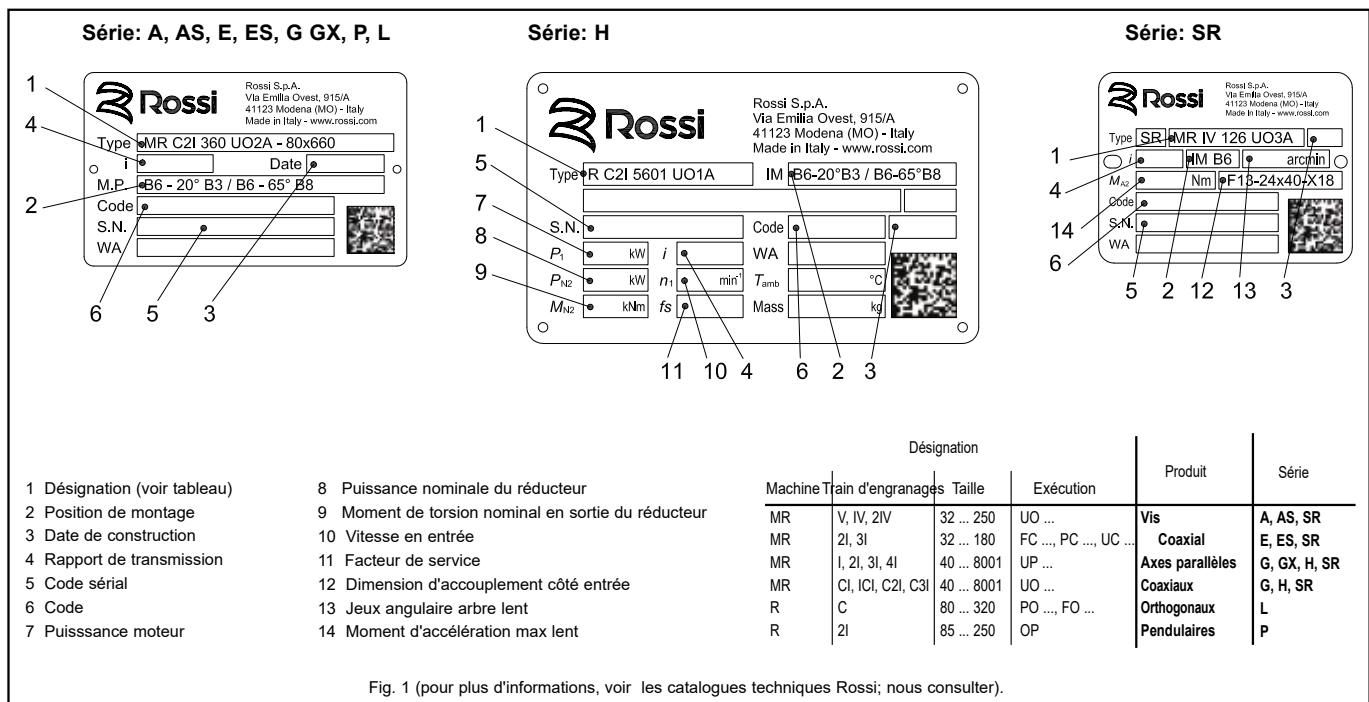 Série: A, AS, E, ES, G GX, P, L
1
4
2
Rossi
Rossi S.p.A.
Via Emilia Ovest, 915/A
41123 Modena (MO) - Italy
Made in Italy - www.rossi.com
Type MR C2I 360 UO2A - 80x660
i Date
M.P. B6 - 20° B3 / B6 - 65° B8
Code
S.N.
WA
6 5 3
Série: H
1
5
7
8
9
Rossi
Rossi S.p.A.
Via Emilia Ovest, 915/A
41123 Modena (MO) - Italy
Made in Italy - www.rossi.com
Type R C2I 5601 UO1A IM B6-20°B3 / B6-65°B8
S.N. Code
P1 kW i WA
PN2 kW n1 min-1 Tamb °C
MN2 kNm fs Mass kg
11 10 4 6 2 3
Série: SR
1
4
14
6
Rossi
Rossi S.p.A.
Via Emilia Ovest, 915/A
41123 Modena (MO) - Italy
Made in Italy - www.rossi.com
Type SR MR IV 126 UO3A
i IM B6 arcmin
MA2 Nm F13-24x40-X18
Code
S.N.
WA
5 2 12 13 3
1 Désignation (voir tableau)
2 Position de montage
3 Date de construction
4 Rapport de transmission
5 Code sérial
6 Code
7 Puisssance moteur
8 Puissance nominale du réducteur
9 Moment de torsion nominal en sortie du réducteur
10 Vitesse en entrée
11 Facteur de service
12 Dimension d'accouplement côté entrée
13 Jeux angulaire arbre lent
14 Moment d'accélération max lent
Désignation
Machine Train d'engranages Taille Exécution Produit Série
MR V, IV, 2IV 32 ... 250 UO ... Vis A, AS, SR
MR 2I, 3I 32 ... 180 FC ..., PC ..., UC ... Coaxial E, ES, SR
MR I, 2I, 3I, 4I 40 ... 8001 UP ... Axes parallèles G, GX, H, SR
MR CI, ICI, C2I, C3I 40 ... 8001 UO ... Coaxiaux G, H, SR
R C 80 ... 320 PO ..., FO ... Orthogonaux L
R 2I 85 ... 250 OP Pendulaires P
Fig. 1 (pour plus d'informations, voir les catalogues techniques Rossi; nous consulter).